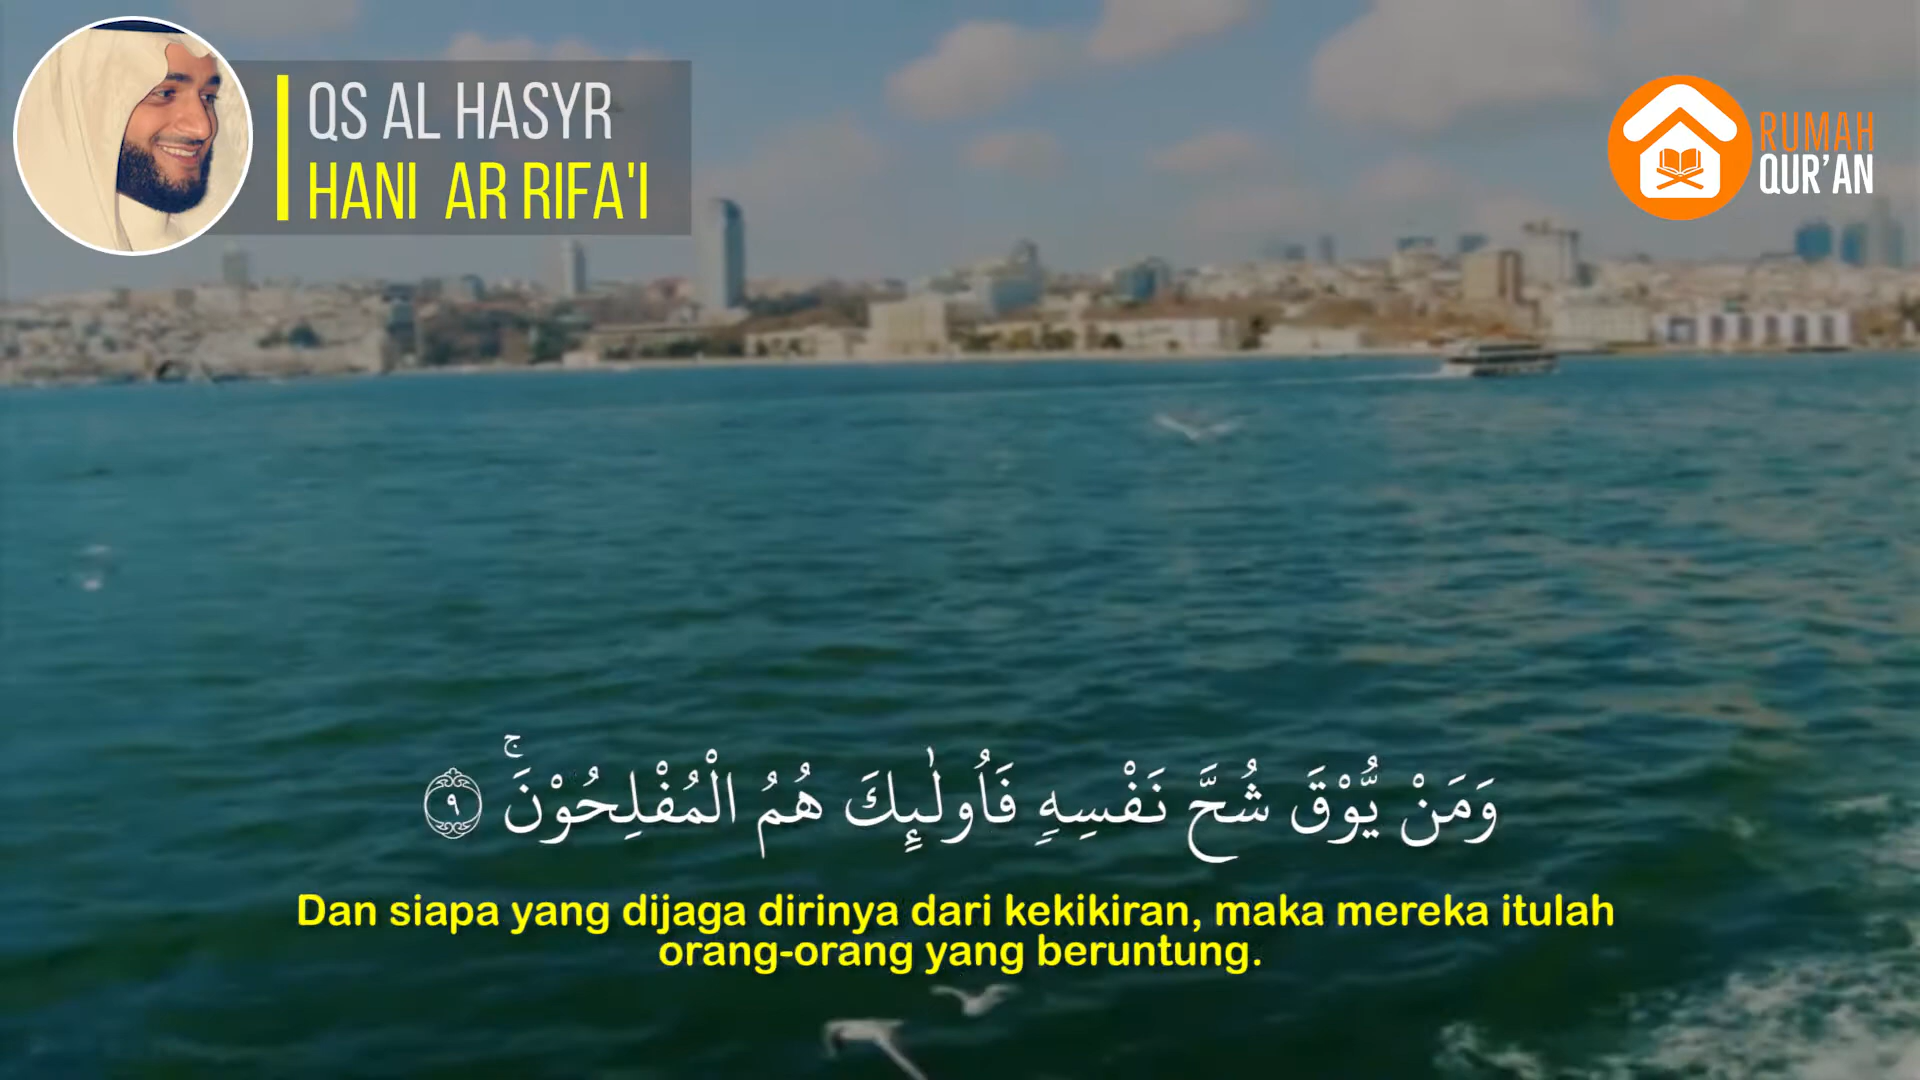 QS AL HASYR
HANI AR RIFA'I
RUMAH
QUR'AN
وَمَنْ يُّوْقَ شُحَّ نَفْسِهٖ فَاُولٰۤىِٕكَ هُمُ الْمُفْلِحُوْنَۚ ۝٩
Dan siapa yang dijaga dirinya dari kekikiran, maka mereka itulah
orang-orang yang beruntung.